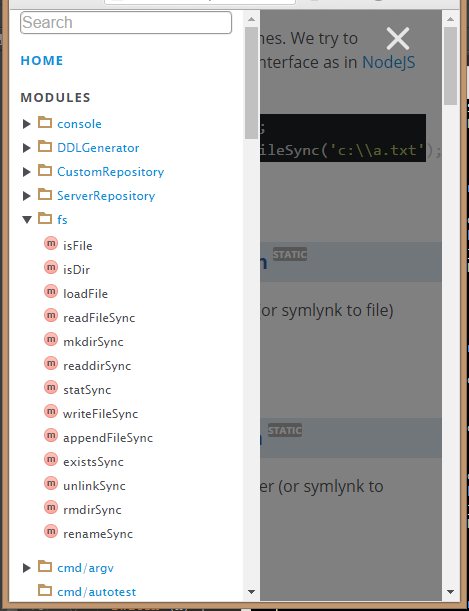 Search
HOME
MODULES
console
DDLGenerator
CustomRepository
ServerRepository
fs
m isFile
m isDir
m loadFile
m readFileSync
m mkdirSync
m readdirSync
m statSync
m writeFileSync
m appendFileSync
m existsSync
m unlinkSync
m rmdirSync
m renameSync
cmd/argv
cmd/autotest
nes. We try to
nterface as in NodeJS
;
ileSync('c:\\a.txt');
n STATIC
(or symlynk to file)
STATIC
er (or symlynk to